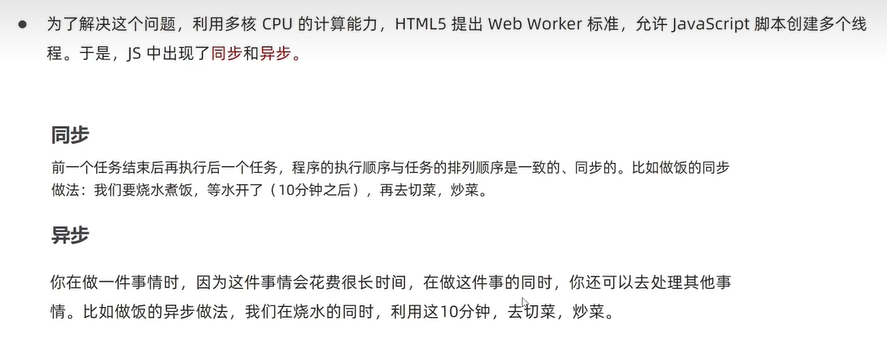 ● 为了解决这个问题，利用多核 CPU 的计算能力，HTML5 提出 Web Worker 标准，允许 JavaScript 脚本创建多个线
程。于是，JS 中出现了同步和异步。
同步
前一个任务结束后再执行后一个任务，程序的执行顺序与任务的排列顺序是一致的、同步的。比如做饭的同步
做法：我们要烧水煮饭，等水开了（10分钟之后），再去切菜，炒菜。
异步
你在做一件事情时，因为这件事情会花费很长时间，在做这件事的同时，你还可以去处理其他事
情。比如做饭的异步做法，我们在烧水的同时，利用这10分钟，去切菜，炒菜。